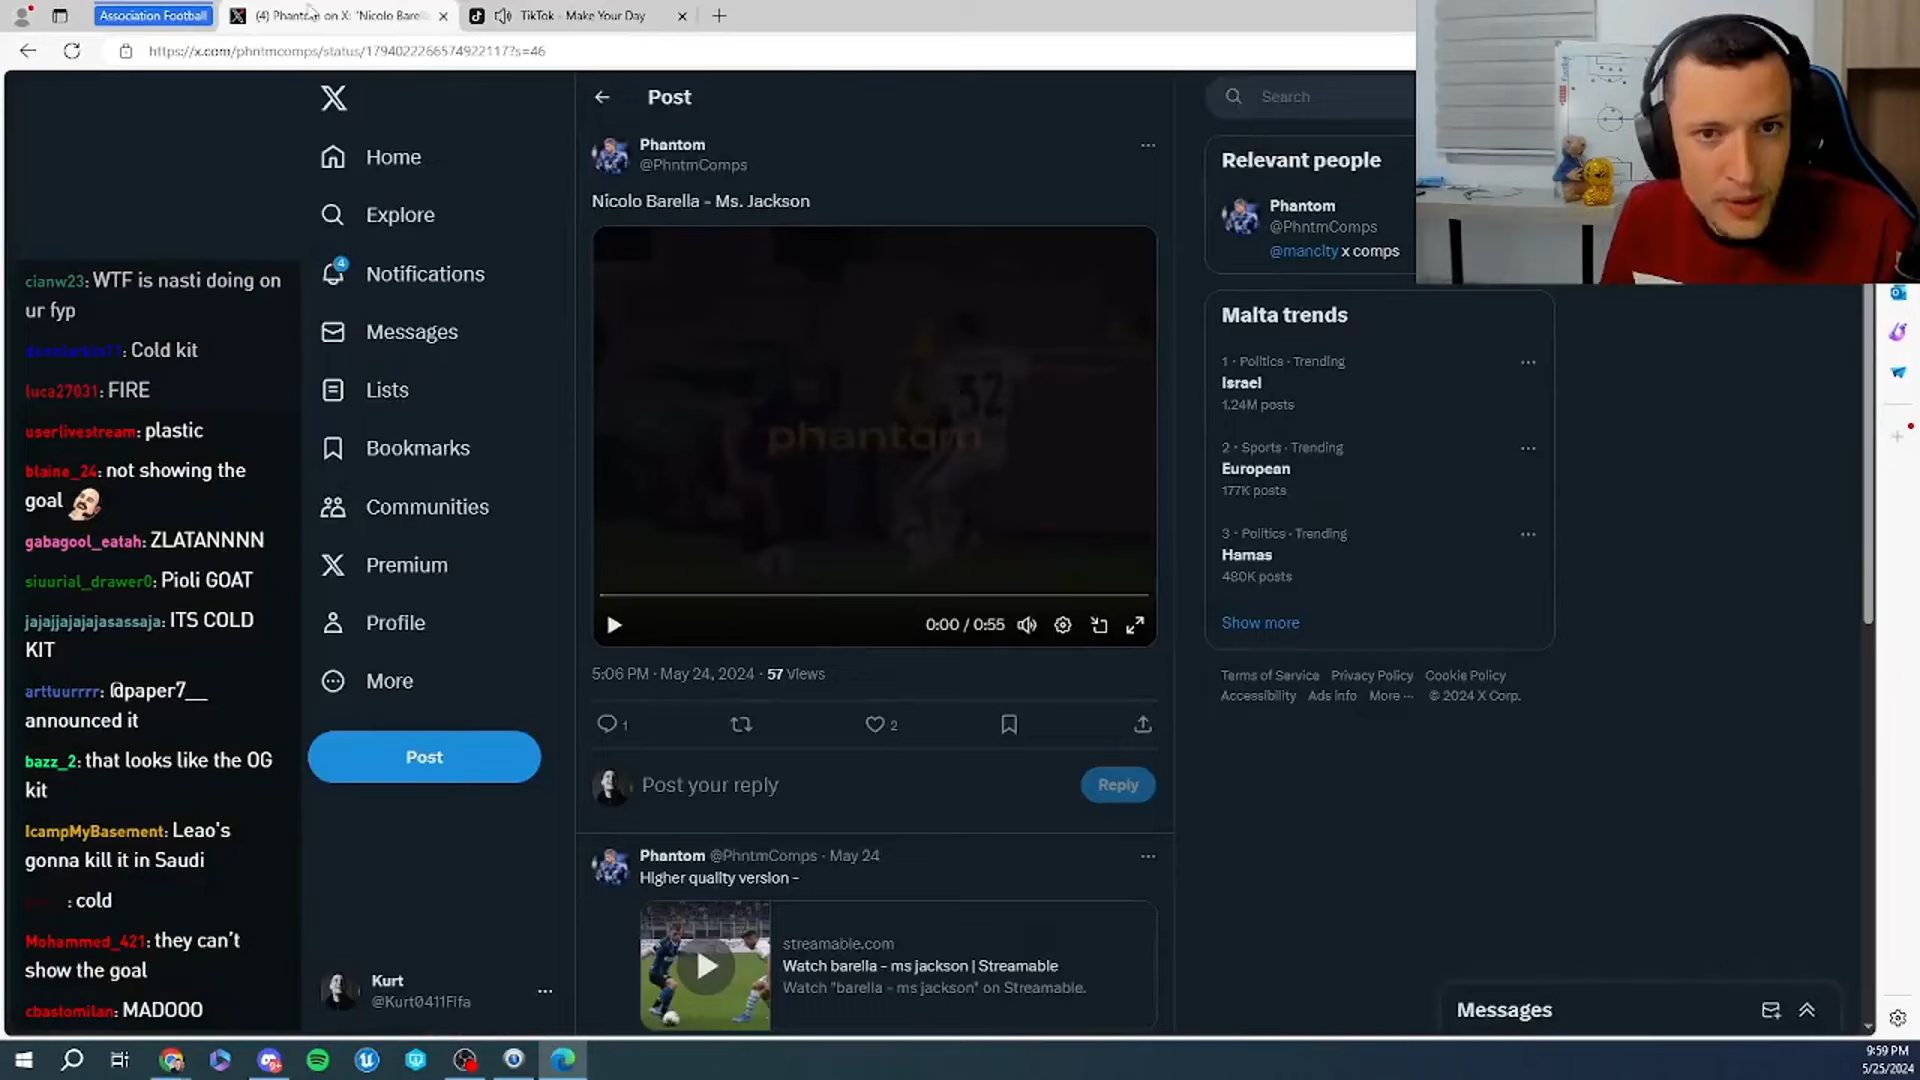 Association Football
(4) Phantom on X: "Nicolo Barel
TikTok - Make Your Day
https://x.com/phntmcomps/status/1794022266574922117?s=46
cianw23: WTF is nasti doing on
ur fyp
: Cold kit
luca27031: FIRE
userlivestream: plastic
blaine_24: not showing the
goal
gabagool_eatah: ZLATANNNN
siuurial_drawer0: Pioli GOAT
jajajjajajajasassaja: ITS COLD
KIT
arttuurrrr: @paper7__
announced it
bazz_2: that looks like the OG
kit
IcampMyBasement: Leao's
gonna kill it in Saudi
: cold
Mohammed_421: they can't
show the goal
cbastomilan: MADOOO
Home
Explore
4
Notifications
Messages
Lists
Bookmarks
Communities
Premium
Profile
More
Post
Kurt
@Kurt0411Fifa
Post
Phantom
@PhntmComps
Nicolo Barella - Ms. Jackson
32
phantom
0:00 / 0:55
5:06 PM · May 24, 2024 · 57 Views
1
2
Post your reply
Reply
Phantom @PhntmComps · May 24
Higher quality version -
streamable.com
Watch barella - ms jackson | Streamable
Watch "barella - ms jackson" on Streamable.
Search
Relevant people
Phantom
@PhntmComps
@mancity x comps
Malta trends
1 · Politics · Trending
Israel
1.24M posts
2 · Sports · Trending
European
177K posts
3 · Politics · Trending
Hamas
480K posts
Show more
Terms of Service Privacy Policy Cookie Policy
Accessibility Ads info More ··· © 2024 X Corp.
Messages
9:59 PM
5/25/2024